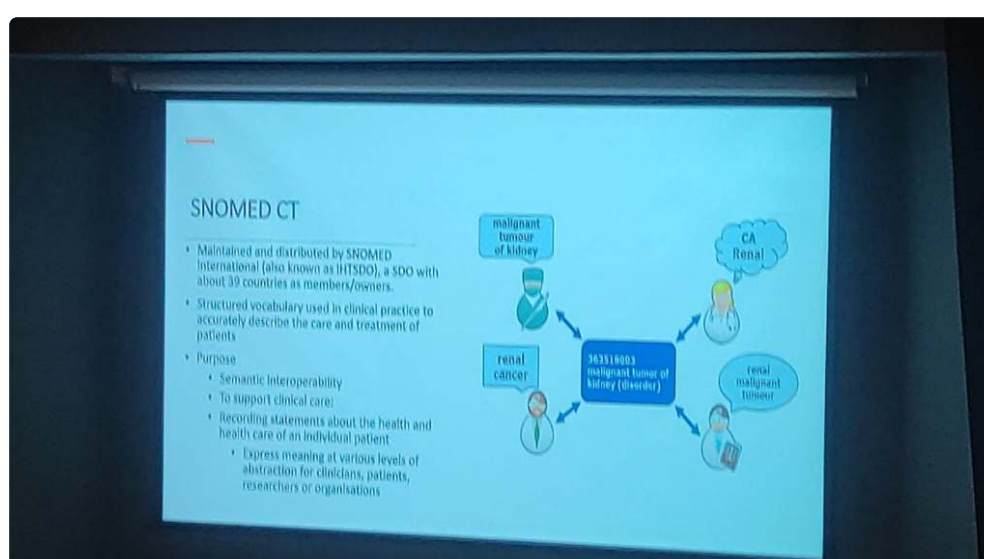 SNOMED CT
• Maintained and distributed by SNOMED
International (also known as IHTSDO), a SDO with
about 39 countries as members/owners.
• Structured vocabulary used in clinical practice to
accurately describe the care and treatment of
patients
• Purpose
• Semantic Interoperability
• To support clinical care:
• Recording statements about the health and
health care of an individual patient
• Express meaning at various levels of
abstraction for clinicians, patients,
researchers or organisations
malignant
tumour
of kidney
CA
Renal
renal
cancer
363518003
malignant tumor of
kidney (disorder)
renal
malignant
tumour